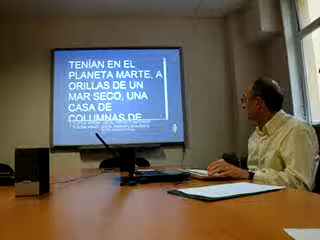 TENÍAN EN EL
PLANETA MARTE, A
ORILLAS DE UN
MAR SECO, UNA
CASA DE
COLUMNAS DE